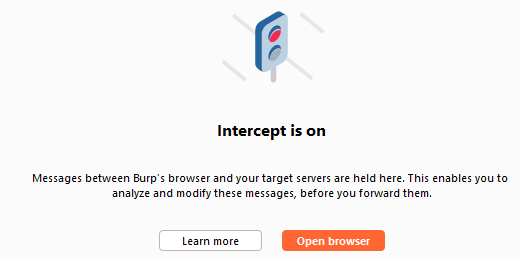 Intercept is on
Messages between Burp's browser and your target servers are held here. This enables you to
analyze and modify these messages, before you forward them.
Learn more
Open browser